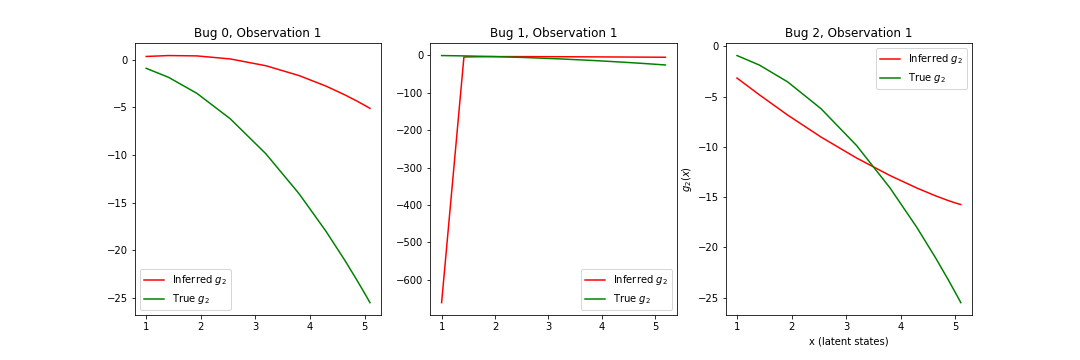 Bug 0, Observation 1
0
−5
−10
−15
−20
−25
1 2 3 4 5
Inferred g₂
True g₂
Bug 1, Observation 1
0
−100
−200
−300
−400
−500
−600
1 2 3 4 5
Inferred g₂
True g₂
Bug 2, Observation 1
g₂(x)
0
−5
−10
−15
−20
−25
1 2 3 4 5
x (latent states)
Inferred g₂
True g₂